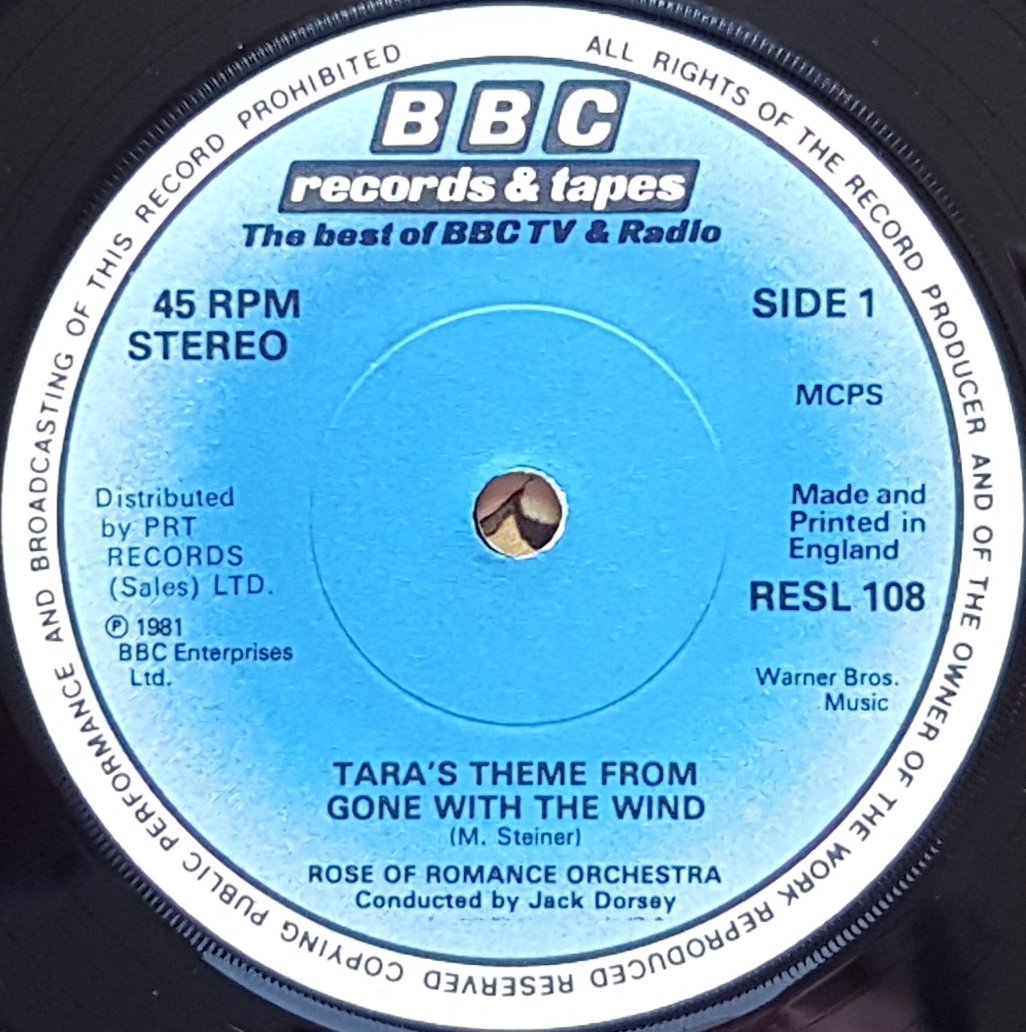 ALL RIGHTS OF THE RECORD PRODUCER AND OF THE OWNER OF THE WORK REPRODUCED RESERVED COPYING PUBLIC PERFORMANCE AND BROADCASTING OF THIS RECORD PROHIBITED
BBC
records & tapes
The best of BBC TV & Radio
45 RPM
STEREO
SIDE 1
MCPS
Distributed
by PRT
RECORDS
(Sales) LTD.
℗ 1981
BBC Enterprises
Ltd.
Made and
Printed in
England
RESL 108
Warner Bros.
Music
TARA'S THEME FROM
GONE WITH THE WIND
(M. Steiner)
ROSE OF ROMANCE ORCHESTRA
Conducted by Jack Dorsey